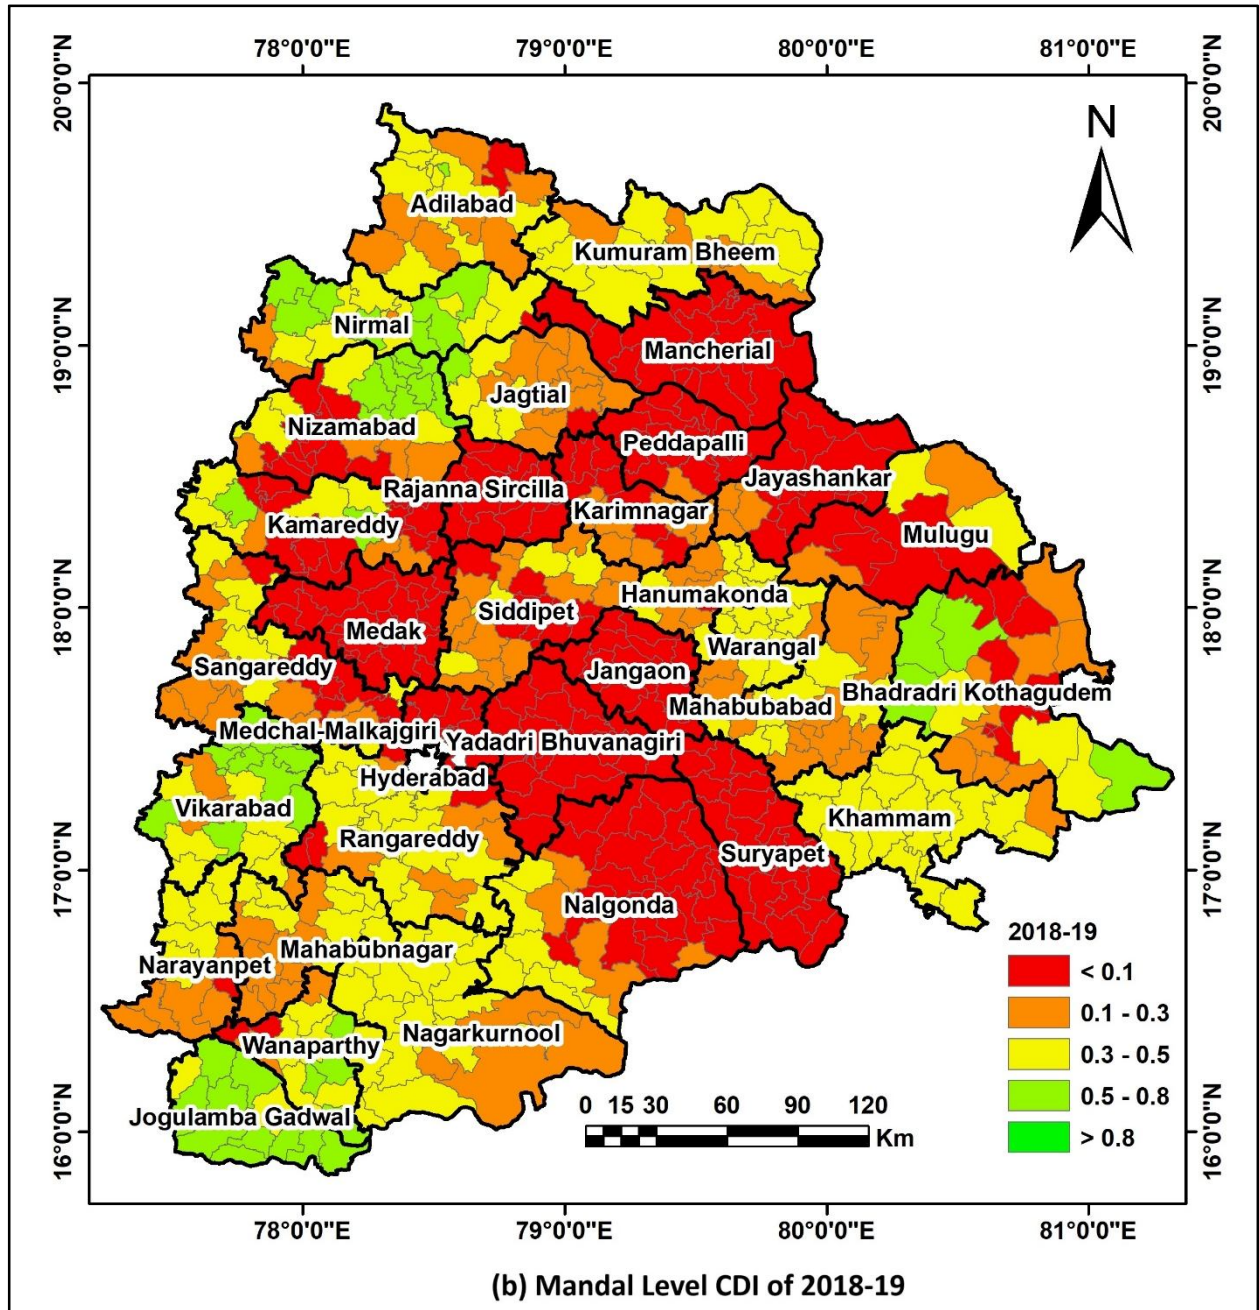 78°0'0"E 79°0'0"E 80°0'0"E 81°0'0"E
20°0'0"N
20°0'0"N
N
Adilabad
Kumuram Bheem
Nirmal
19°0'0"N
19°0'0"N
Mancherial
Jagtial
Nizamabad
Peddapalli
Jayashankar
Rajanna Sircilla
Karimnagar
Kamareddy
Mulugu
18°0'0"N
18°0'0"N
Hanumakonda
Siddipet
Medak
Warangal
Sangareddy
Jangaon
Bhadradri Kothagudem
Mahabubabad
Medchal-Malkajgiri
Yadadri Bhuvanagiri
Hyderabad
Vikarabad
Khammam
Rangareddy
Suryapet
17°0'0"N
17°0'0"N
Nalgonda
Mahabubnagar
Narayanpet
Nagarkurnool
Wanaparthy
Jogulamba Gadwal
16°0'0"N
16°0'0"N
2018-19
< 0.1
0.1 - 0.3
0.3 - 0.5
0.5 - 0.8
> 0.8
0 15 30 60 90 120
Km
78°0'0"E 79°0'0"E 80°0'0"E 81°0'0"E
(b) Mandal Level CDI of 2018-19